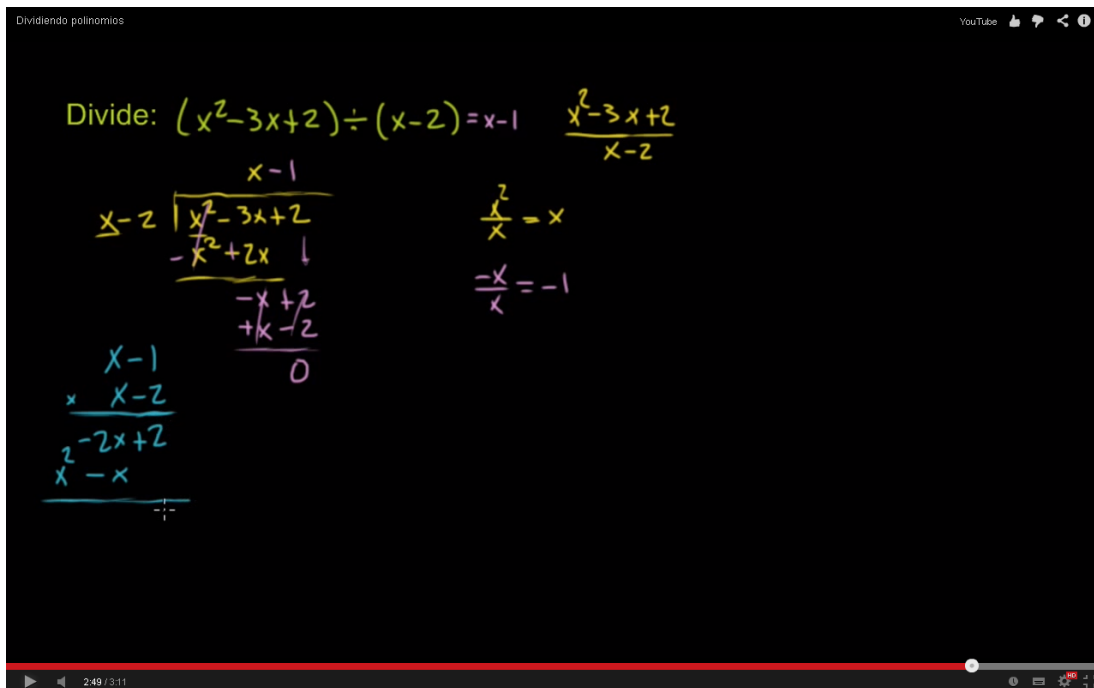 Dividiendo polinomios
YouTube
Divide: (x²-3x+2)÷(x-2) = x-1
x²-3x+2
x-2
x-1
x-2 x²-3x+2
-x²+2x
-x+2
+x-2
0
x²/x = x
-x/x = -1
x-1
x x-2
-2x+2
x²-x
2:49 / 3:11
HD